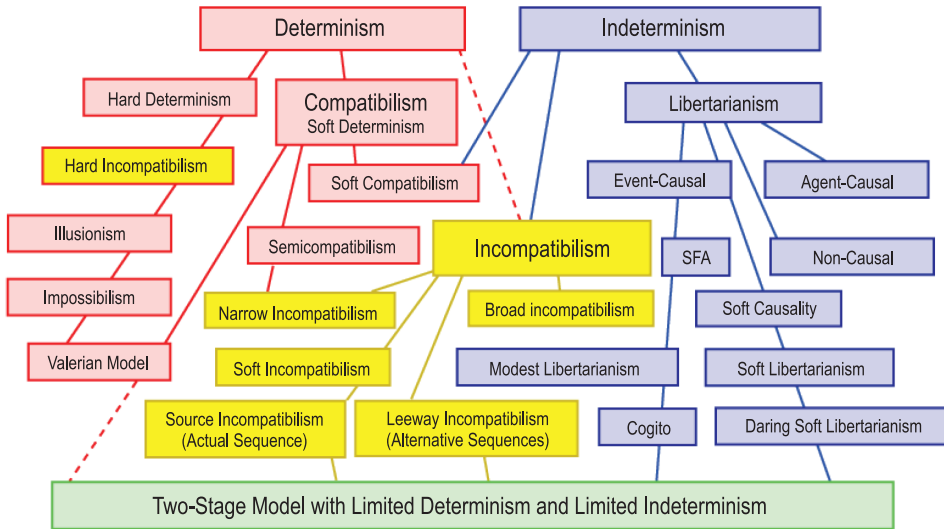 Determinism
Indeterminism
Hard Determinism
Compatibilism
Soft Determinism
Libertarianism
Hard Incompatibilism
Soft Compatibilism
Event-Causal
Agent-Causal
Illusionism
Semicompatibilism
Incompatibilism
SFA
Non-Causal
Impossibilism
Narrow Incompatibilism
Broad incompatibilism
Soft Causality
Valerian Model
Soft Incompatibilism
Modest Libertarianism
Soft Libertarianism
Source Incompatibilism
(Actual Sequence)
Leeway Incompatibilism
(Alternative Sequences)
Cogito
Daring Soft Libertarianism
Two-Stage Model with Limited Determinism and Limited Indeterminism